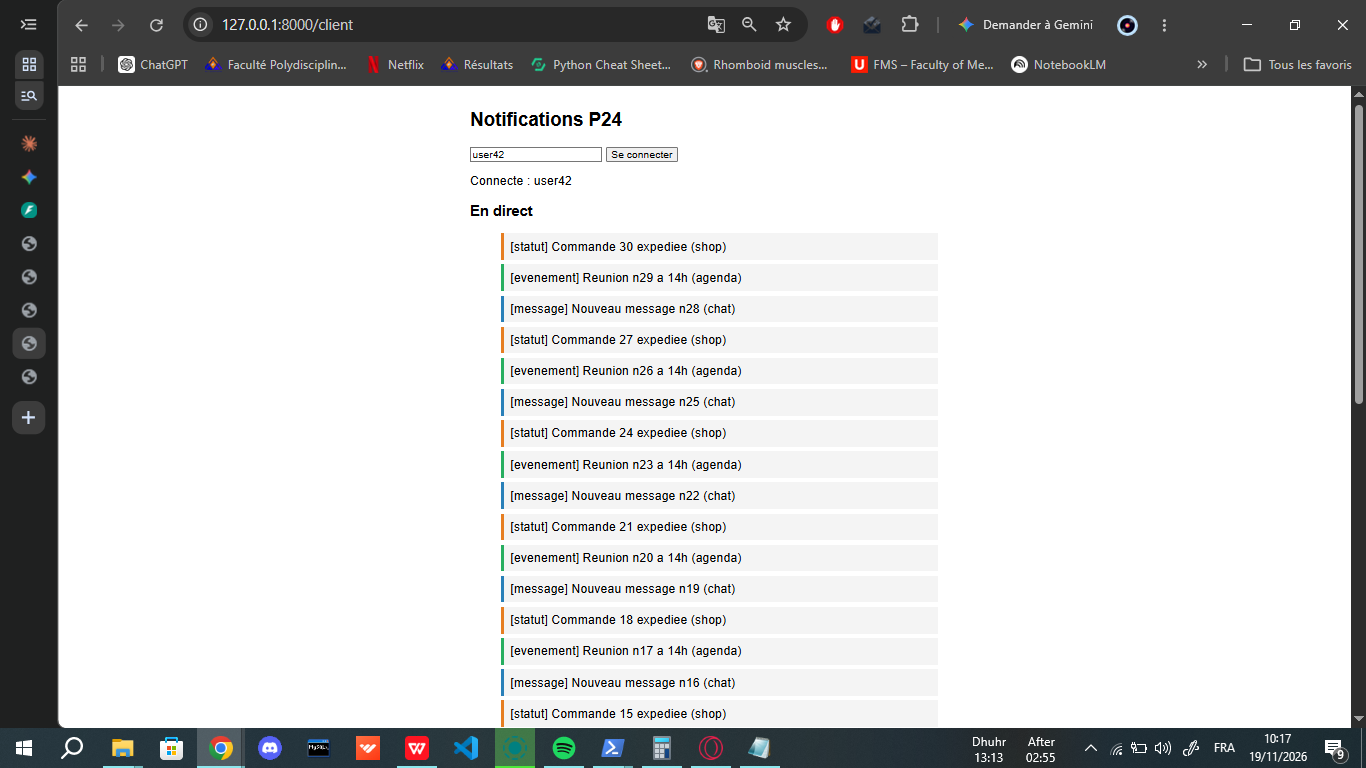 127.0.0.1:8000/client
Demander à Gemini
ChatGPT
Faculté Polydisciplin...
Netflix
Résultats
Python Cheat Sheet...
Rhomboid muscles...
FMS – Faculty of Me...
NotebookLM
Tous les favoris
Notifications P24
user42
Se connecter
Connecte : user42
En direct
[statut] Commande 30 expediee (shop)
[evenement] Reunion n29 a 14h (agenda)
[message] Nouveau message n28 (chat)
[statut] Commande 27 expediee (shop)
[evenement] Reunion n26 a 14h (agenda)
[message] Nouveau message n25 (chat)
[statut] Commande 24 expediee (shop)
[evenement] Reunion n23 a 14h (agenda)
[message] Nouveau message n22 (chat)
[statut] Commande 21 expediee (shop)
[evenement] Reunion n20 a 14h (agenda)
[message] Nouveau message n19 (chat)
[statut] Commande 18 expediee (shop)
[evenement] Reunion n17 a 14h (agenda)
[message] Nouveau message n16 (chat)
[statut] Commande 15 expediee (shop)
Dhuhr
13:13
After
02:55
FRA
10:17
19/11/2026
9